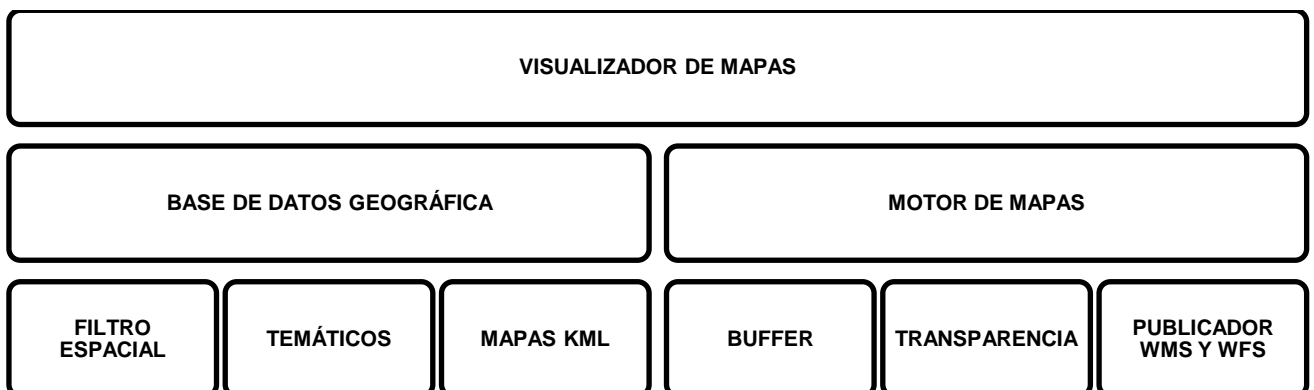 VISUALIZADOR DE MAPAS
BASE DE DATOS GEOGRÁFICA
MOTOR DE MAPAS
FILTRO
ESPACIAL
TEMÁTICOS
MAPAS KML
BUFFER
TRANSPARENCIA
PUBLICADOR
WMS Y WFS